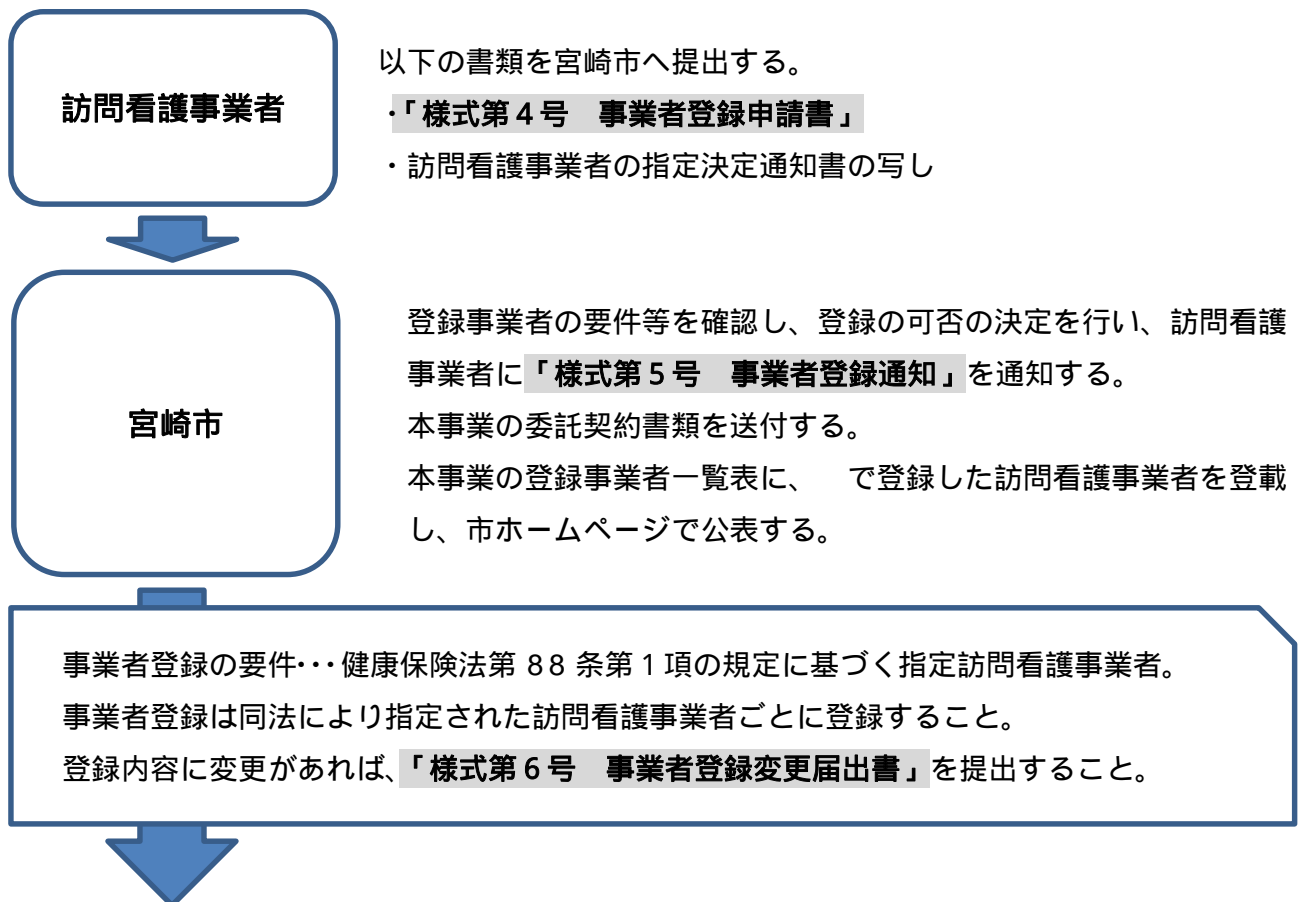 訪問看護事業者
以下の書類を宮崎市へ提出する。
・「様式第4号　事業者登録申請書」
・訪問看護事業者の指定決定通知書の写し
宮崎市
登録事業者の要件等を確認し、登録の可否の決定を行い、訪問看護
事業者に「様式第5号　事業者登録通知」を通知する。
本事業の委託契約書類を送付する。
本事業の登録事業者一覧表に、　で登録した訪問看護事業者を登載
し、市ホームページで公表する。
事業者登録の要件・・・健康保険法第 88 条第1項の規定に基づく指定訪問看護事業者。
事業者登録は同法により指定された訪問看護事業者ごとに登録すること。
登録内容に変更があれば、「様式第6号　事業者登録変更届出書」を提出すること。